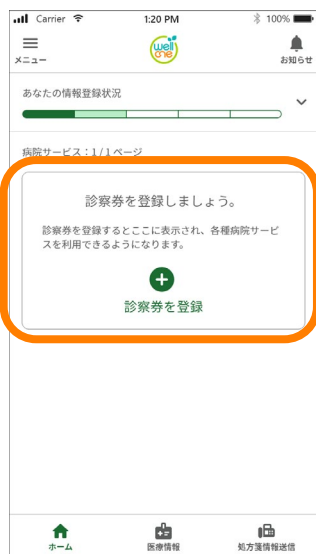 Carrier 1:20 PM 100%
メニュー
well
one
お知らせ
あなたの情報登録状況
病院サービス：1/1ページ
診察券を登録しましょう。
診察券を登録するとここに表示され、各種病院サービ
スを利用できるようになります。
診察券を登録
ホーム 医療情報 処方箋情報送信